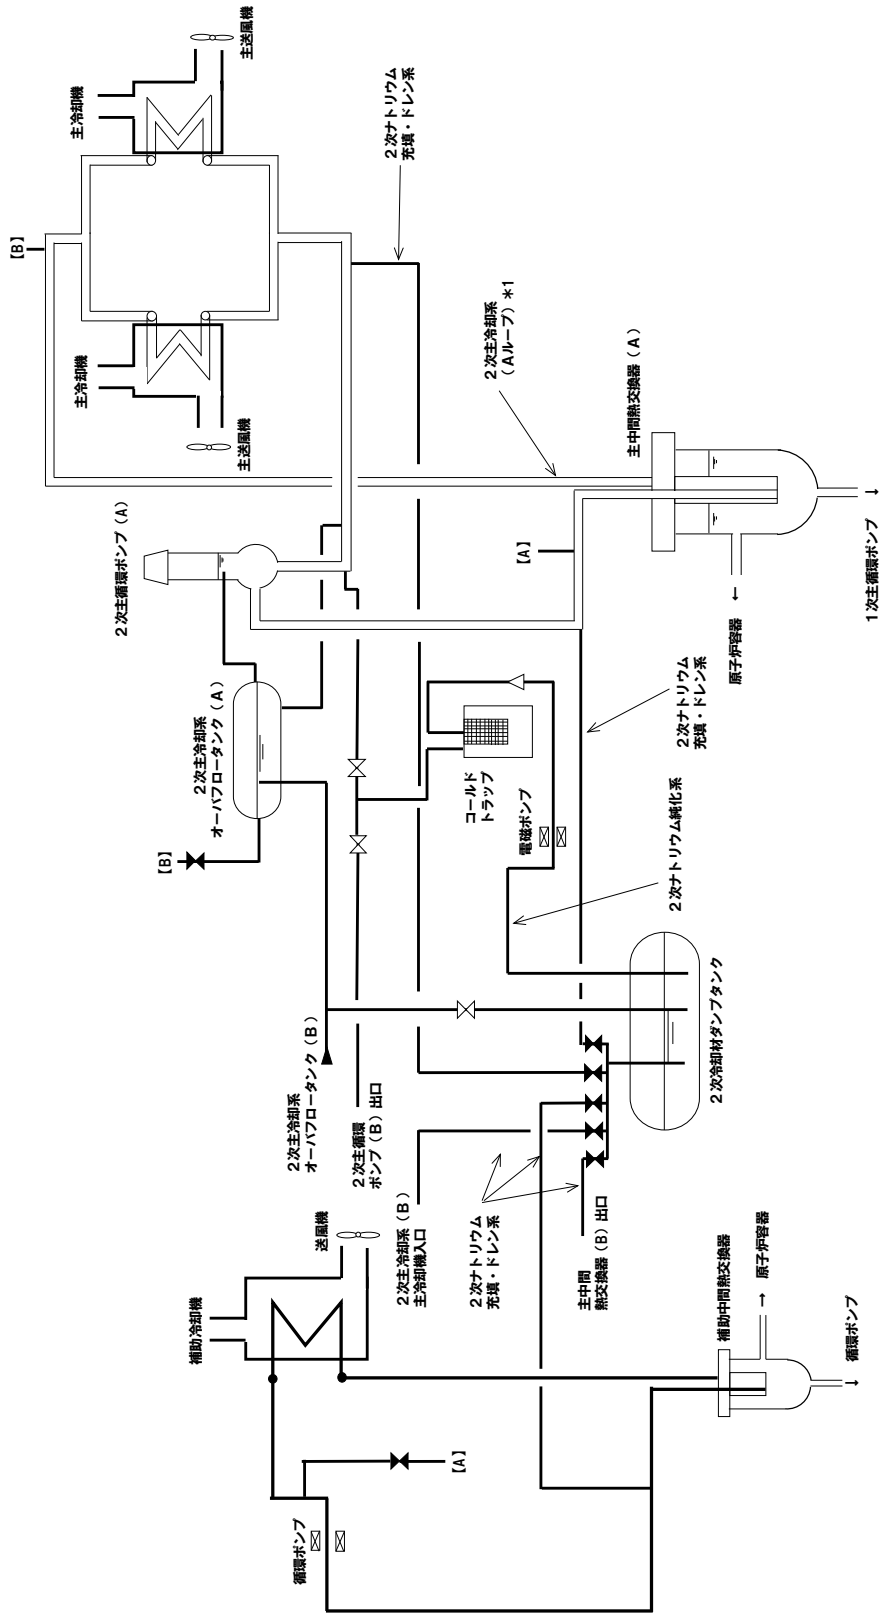 補助冷却機
送風機
循環ポンプ
【A】
補助中間熱交換器
→ 原子炉容器
循環ポンプ
2次主冷却系
オーバフロータンク(B)
2次主循環
ポンプ(B)出口
2次主冷却系(B)
主冷却機入口
2次ナトリウム
充填・ドレン系
主中間
熱交換器(B)出口
2次冷却材ダンプタンク
2次ナトリウム純化系
【B】
2次主冷却系
オーバフロータンク(A)
電磁ポンプ
コールド
トラップ
2次ナトリウム
充填・ドレン系
2次主循環ポンプ(A)
【A】
原子炉容器 ←
1次主循環ポンプ
主中間熱交換器(A)
2次主冷却系
(Aループ)*1
2次ナトリウム
充填・ドレン系
主冷却機
主送風機
【B】
主冷却機
主送風機